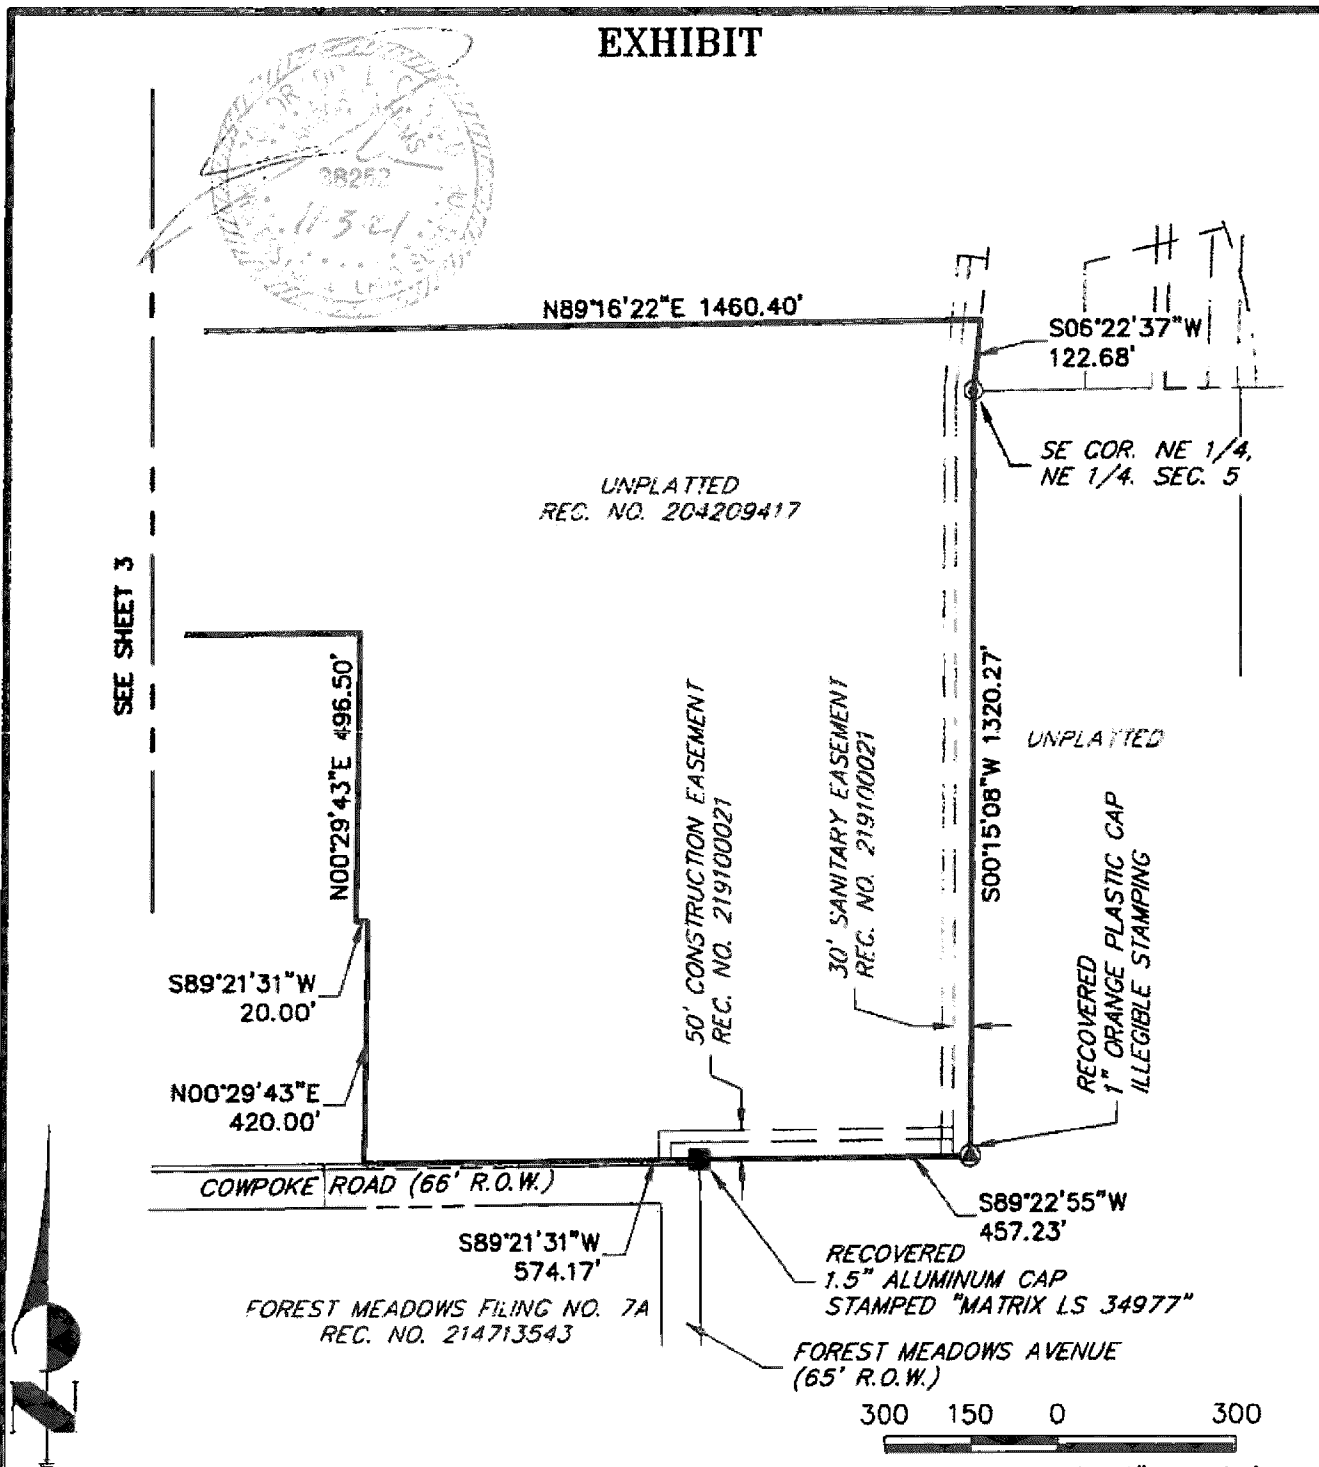 EXHIBIT
38252
11·3·21
N89°16'22"E 1460.40'
S06°22'37"W
122.68'
SE COR. NE 1/4,
NE 1/4. SEC. 5
UNPLATTED
REC. NO. 204209417
SEE SHEET 3
N00°29'43"E 496.50'
50' CONSTRUCTION EASEMENT
REC. NO. 219100021
30' SANITARY EASEMENT
REC. NO. 219100021
S00°15'08"W 1320.27'
UNPLATTED
RECOVERED
1" ORANGE PLASTIC CAP
ILLEGIBLE STAMPING
S89°21'31"W
20.00'
N00°29'43"E
420.00'
COWPOKE ROAD (66' R.O.W.)
S89°22'55"W
457.23'
S89°21'31"W
574.17'
RECOVERED
1.5" ALUMINUM CAP
STAMPED "MATRIX LS 34977"
FOREST MEADOWS FILING NO. 7A
REC. NO. 214713543
FOREST MEADOWS AVENUE
(65' R.O.W.)
N
300 150 0 300